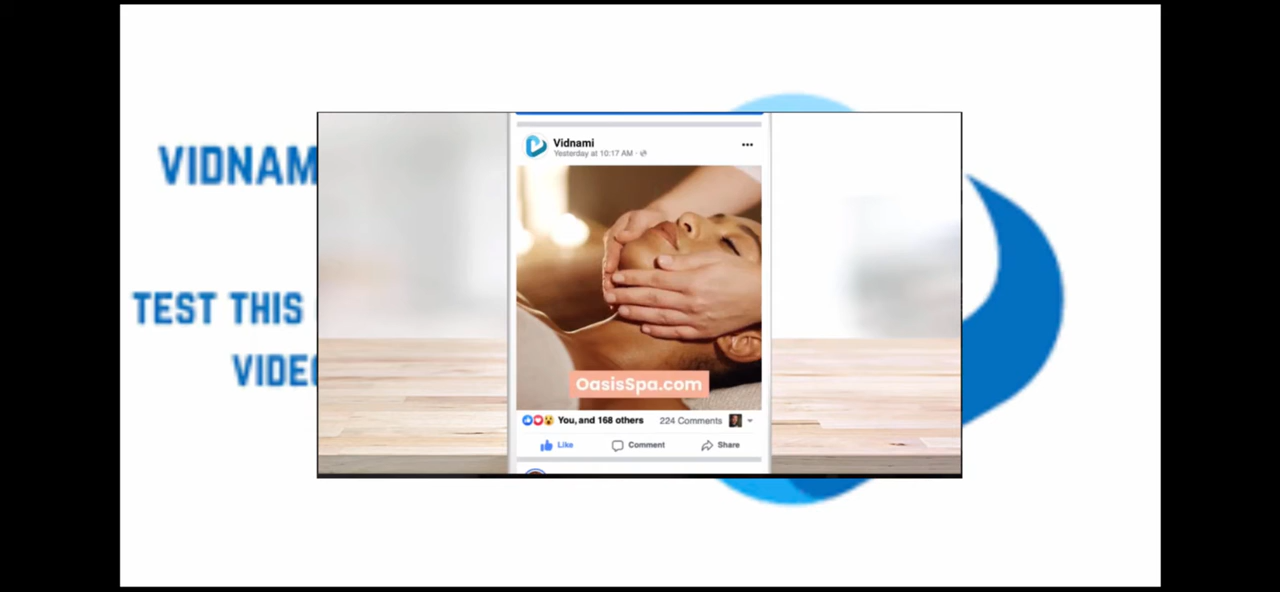 VIDNAM
TEST THIS
VIDEO
Vidnami
Yesterday at 10:17 AM ·
OasisSpa.com
You, and 168 others 224 Comments
Like Comment Share